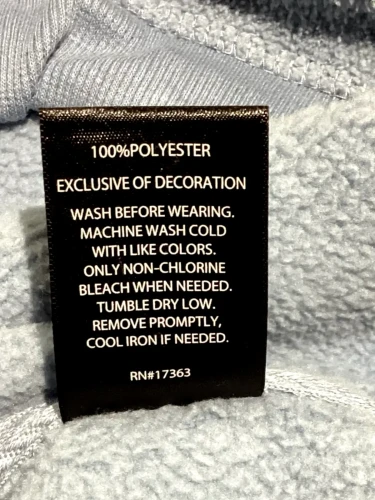 100%POLYESTER
EXCLUSIVE OF DECORATION
WASH BEFORE WEARING.
MACHINE WASH COLD
WITH LIKE COLORS.
ONLY NON-CHLORINE
BLEACH WHEN NEEDED.
TUMBLE DRY LOW.
REMOVE PROMPTLY,
COOL IRON IF NEEDED.
RN#17363